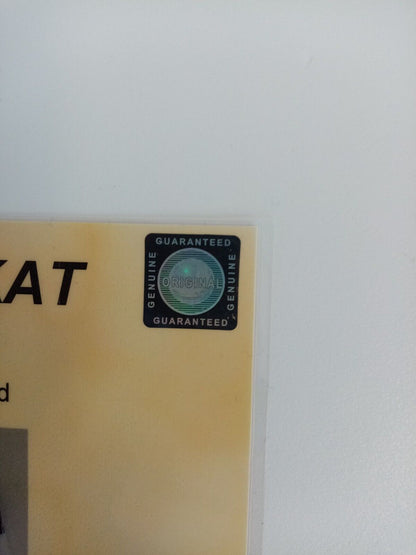 GUARANTEED
GENUINE
ORIGINAL
GENUINE
GUARANTEED
KAT
d